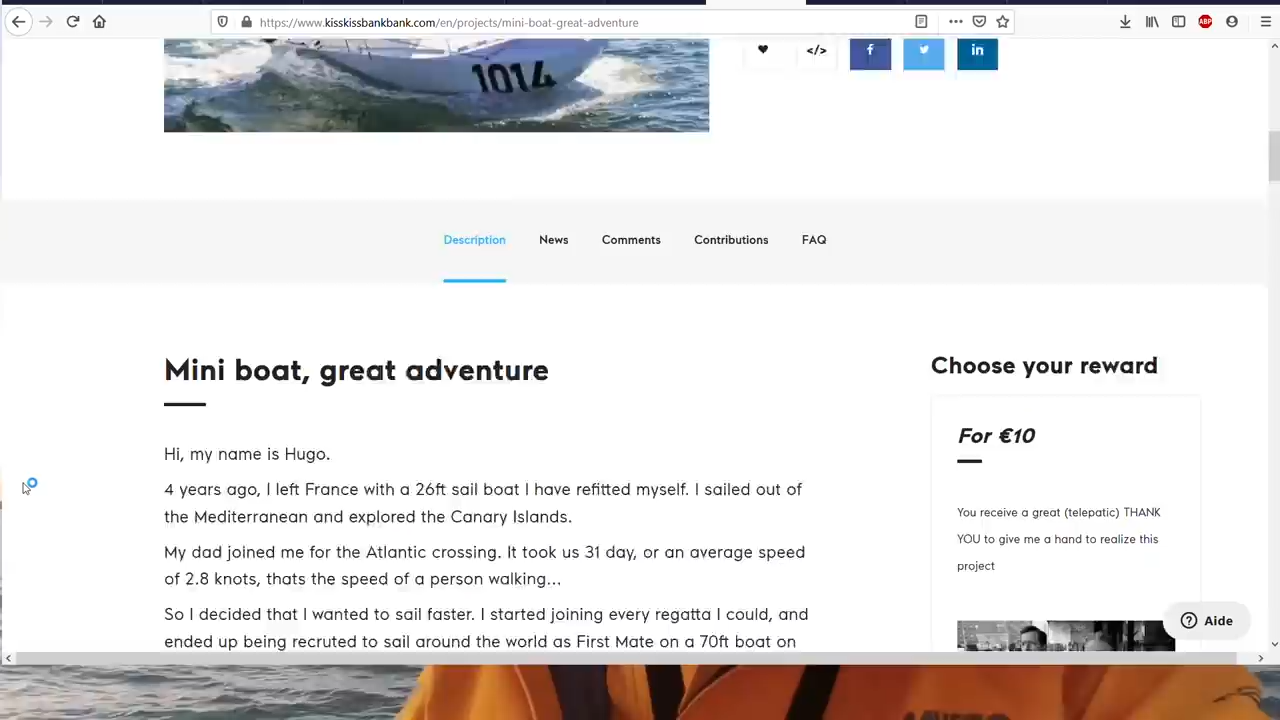 https://www.kisskissbankbank.com/en/projects/mini-boat-great-adventure
ABP
1014
</>
f
in
Description News Comments Contributions FAQ
Mini boat, great adventure
Hi, my name is Hugo.
4 years ago, I left France with a 26ft sail boat I have refitted myself. I sailed out of
the Mediterranean and explored the Canary Islands.
My dad joined me for the Atlantic crossing. It took us 31 day, or an average speed
of 2.8 knots, thats the speed of a person walking...
So I decided that I wanted to sail faster. I started joining every regatta I could, and
ended up being recruted to sail around the world as First Mate on a 70ft boat on
Choose your reward
For €10
You receive a great (telepatic) THANK
YOU to give me a hand to realize this
project
Aide